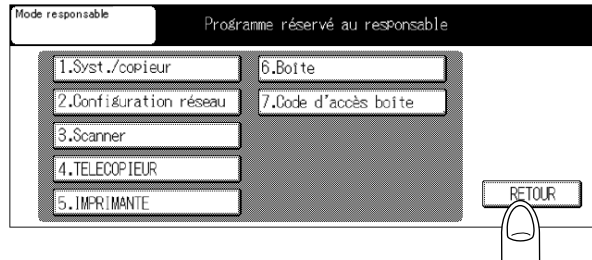 Mode responsable
Programme réservé au responsable
1.Syst./copieur
2.Configuration réseau
3.Scanner
4.TELECOPIEUR
5.IMPRIMANTE
6.Boîte
7.Code d'accès boîte
RETOUR